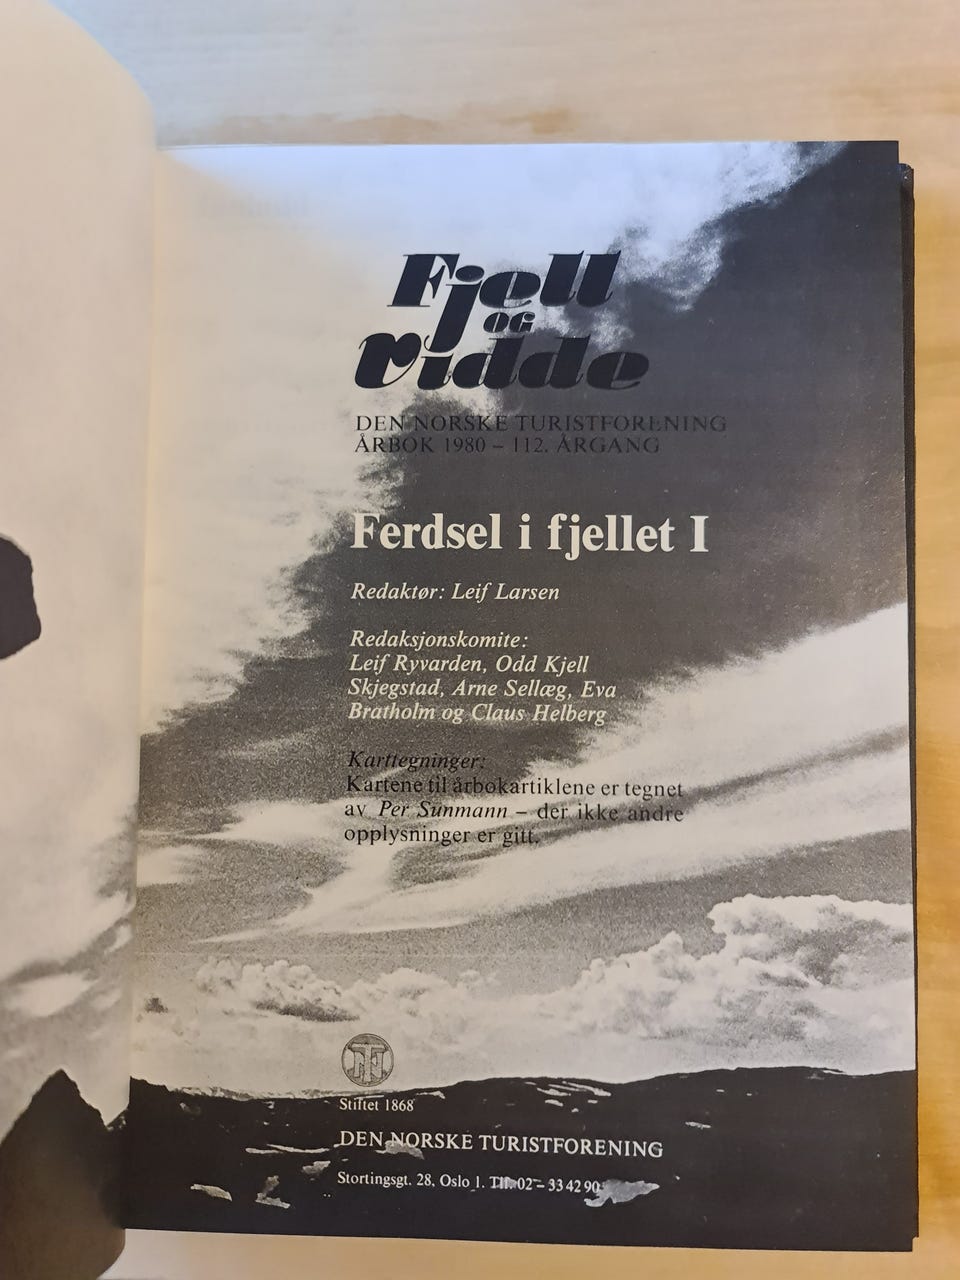 Fjell
og
vidde
DEN NORSKE TURISTFORENING
ÅRBOK 1980 – 112. ÅRGANG
Ferdsel i fjellet I
Redaktør: Leif Larsen
Redaksjonskomite:
Leif Ryvarden, Odd Kjell
Skjegstad, Arne Sellæg, Eva
Bratholm og Claus Helberg
Karttegninger:
Kartene til årbokartiklene er tegnet
av Per Sunmann – der ikke andre
opplysninger er gitt.
Stiftet 1868
DEN NORSKE TURISTFORENING
Stortingsgt. 28, Oslo 1. Tlf. 02 – 33 42 90